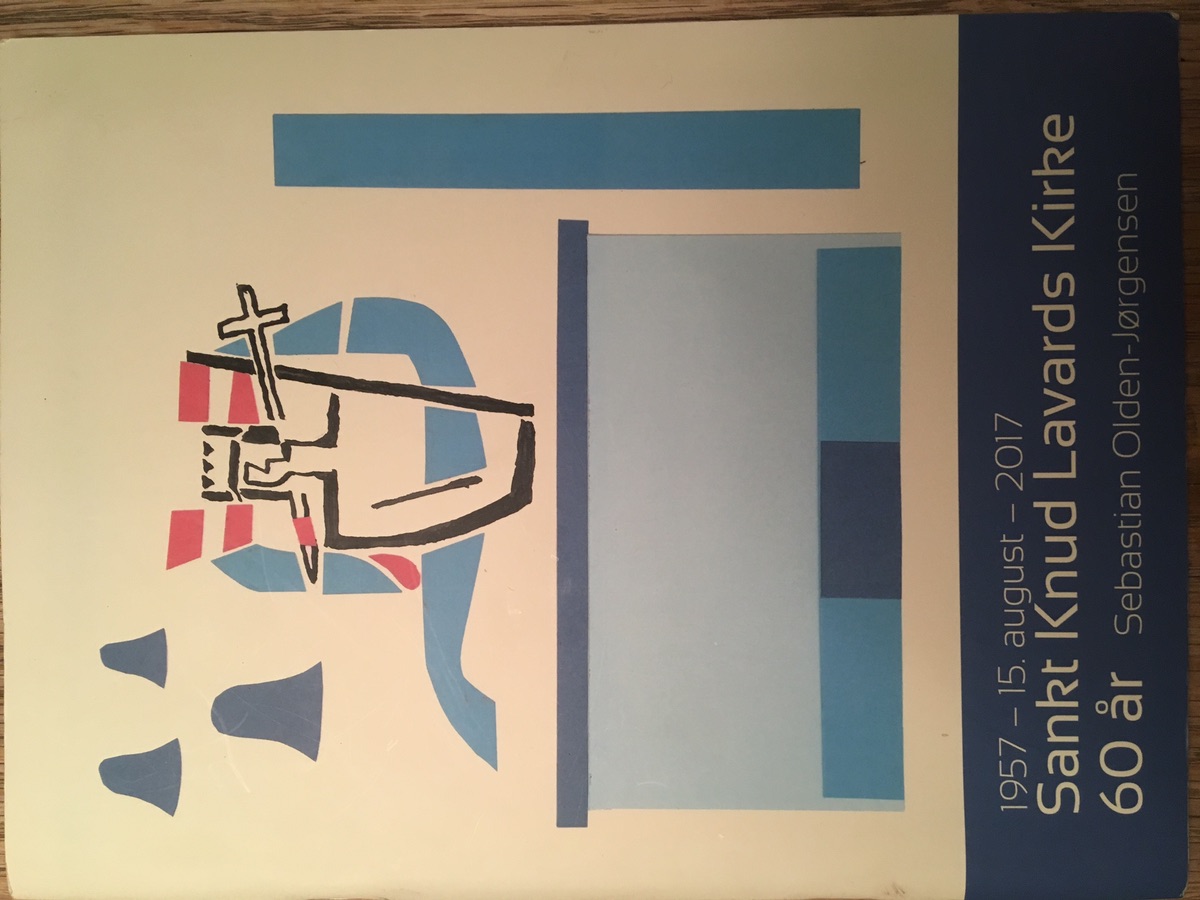 1957 – 15. august – 2017
Sankt Knud Lavards Kirke
60 år Sebastian Olden-Jørgensen